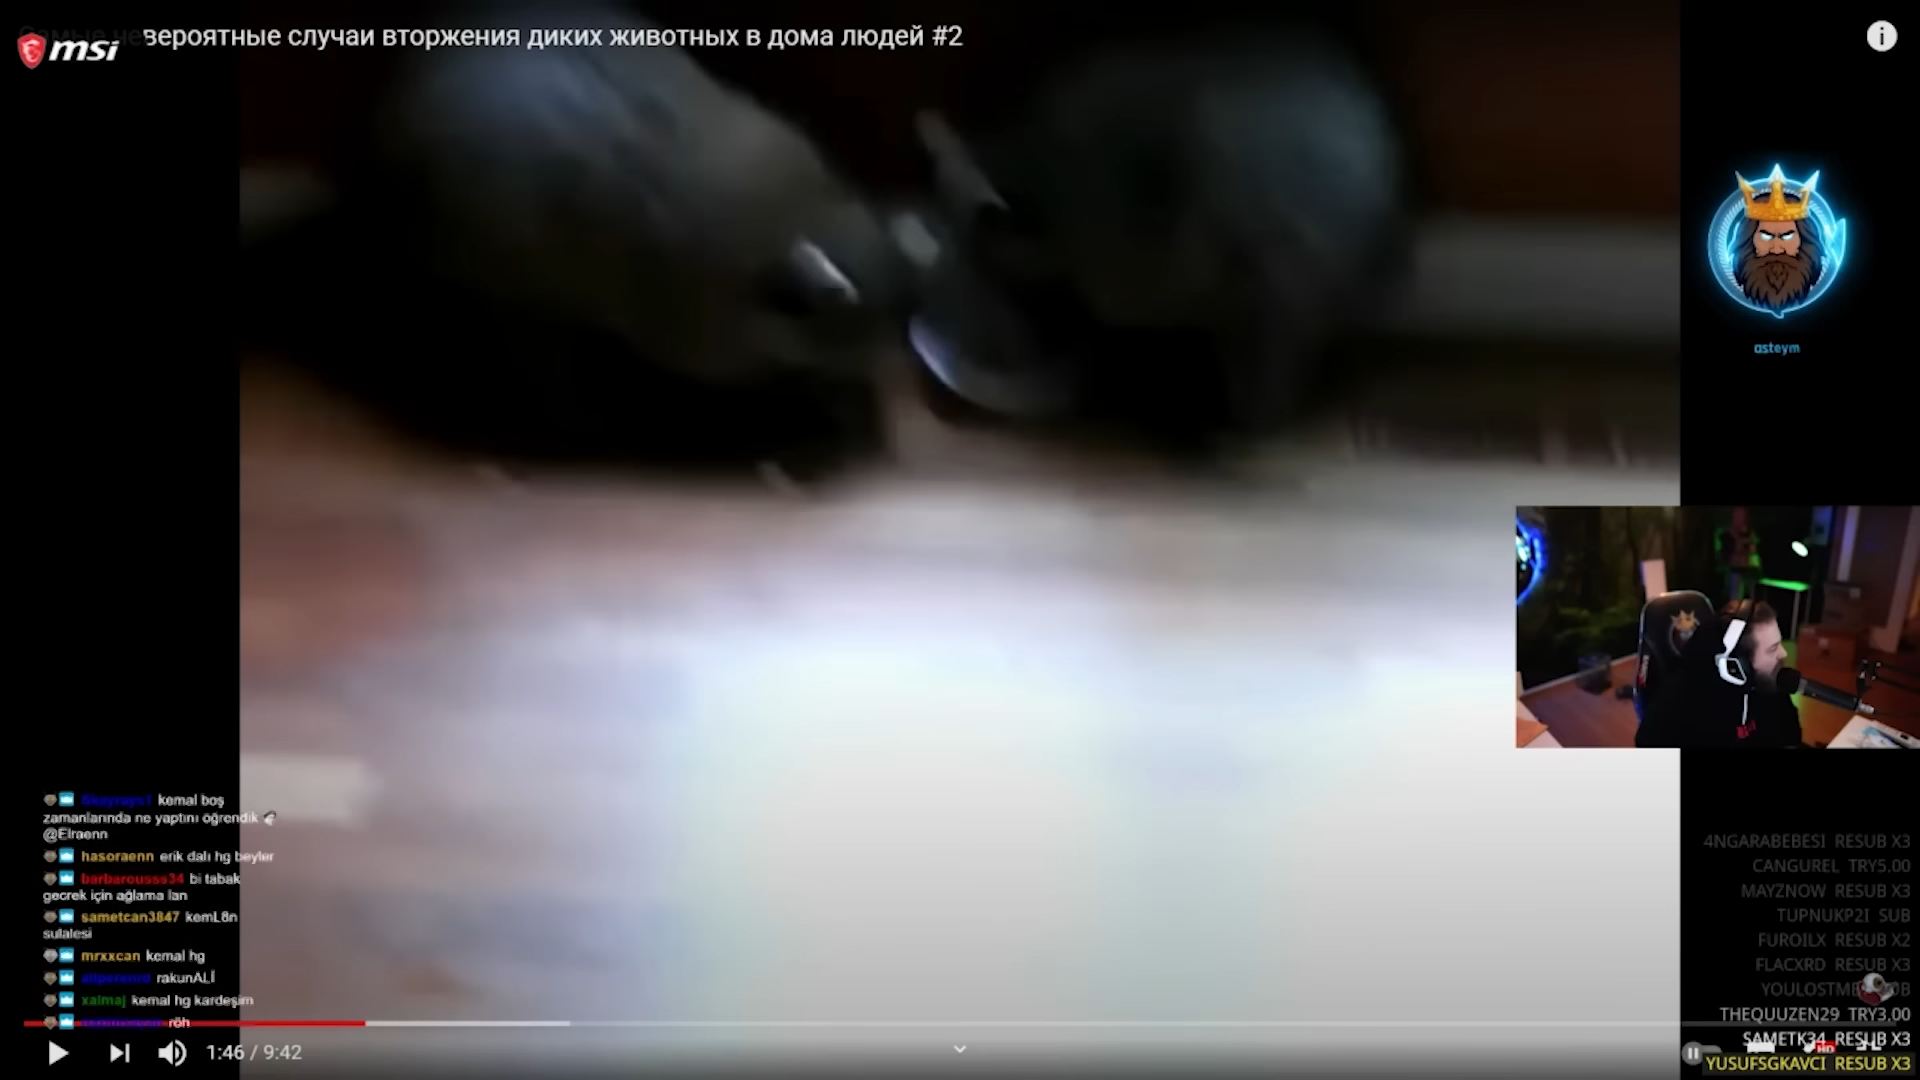 вероятные случаи вторжения диких животных в дома людей #2
msi
asteym
kemal boş
zamanlarında ne yaptını öğrendik
@Elraenn
hasoraenn erik dalı hg beyler
barbarousss34 bi tabak
gecrek için ağlama lan
sametcan3847 kemL8n
sulalesi
mrxxcan kemal hg
rakunALİ
xalmaj kemal hg kardeşim
röh
4NGARABEBESI RESUB X3
CANGUREL TRY5.00
MAYZNOW RESUB X3
TUPNUKP2I SUB
FUROILX RESUB X2
FLACXRD RESUB X3
THEQUUZEN29 TRY3.00
SAMETK34 RESUB X3
YUSUFSGKAVCI RESUB X3
1:46 / 9:42
HD